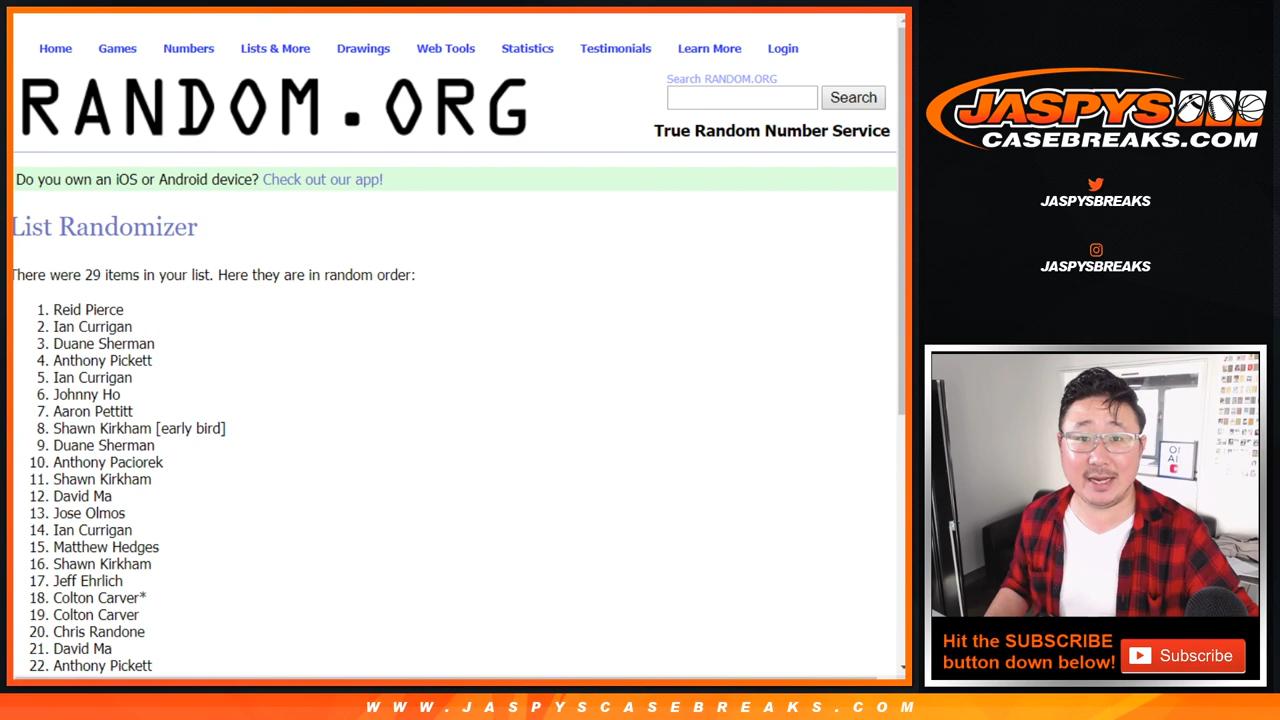 Home Games Numbers Lists & More Drawings Web Tools Statistics Testimonials Learn More Login
RANDOM.ORG
Search RANDOM.ORG
Search
True Random Number Service
Do you own an iOS or Android device? Check out our app!
List Randomizer
There were 29 items in your list. Here they are in random order:
1. Reid Pierce
2. Ian Currigan
3. Duane Sherman
4. Anthony Pickett
5. Ian Currigan
6. Johnny Ho
7. Aaron Pettitt
8. Shawn Kirkham [early bird]
9. Duane Sherman
10. Anthony Paciorek
11. Shawn Kirkham
12. David Ma
13. Jose Olmos
14. Ian Currigan
15. Matthew Hedges
16. Shawn Kirkham
17. Jeff Ehrlich
18. Colton Carver*
19. Colton Carver
20. Chris Randone
21. David Ma
22. Anthony Pickett
JASPYS
CASEBREAKS.COM
JASPYSBREAKS
JASPYSBREAKS
Hit the SUBSCRIBE
button down below!
Subscribe
WWW.JASPYSCASEBREAKS.COM